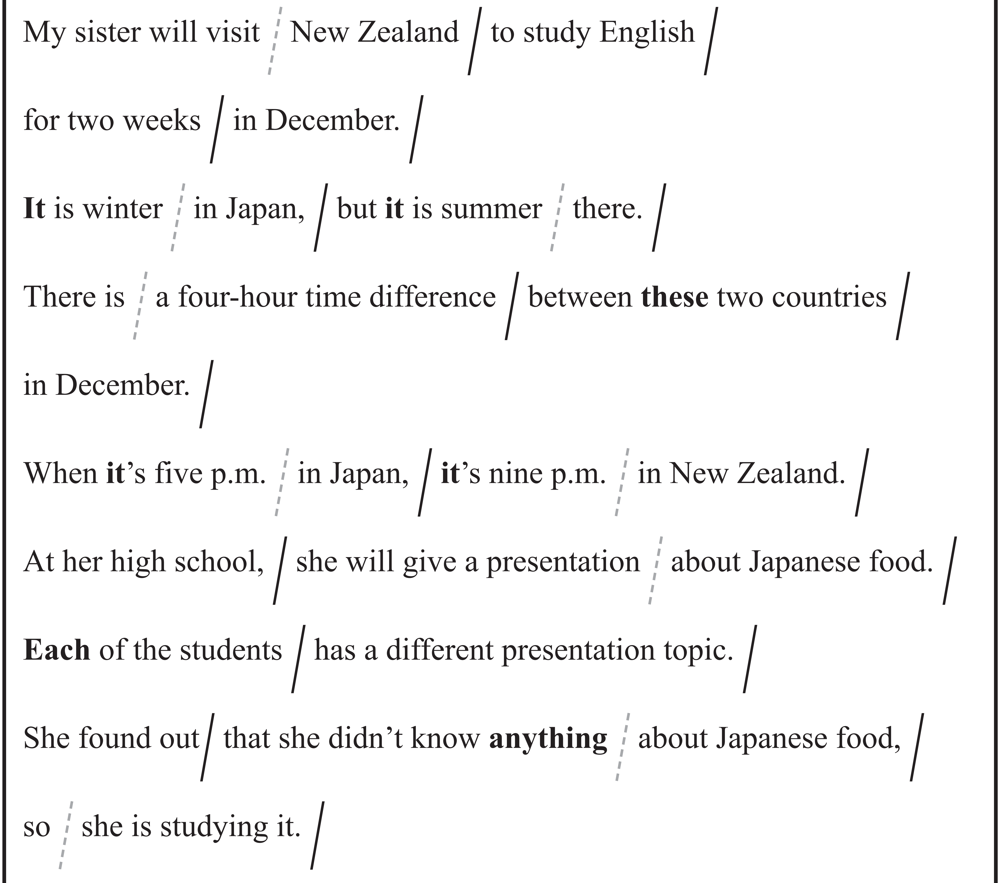 My sister will visit / New Zealand / to study English /
for two weeks / in December. /
It is winter / in Japan, / but it is summer / there. /
There is / a four-hour time difference / between these two countries /
in December. /
When it’s five p.m. / in Japan, / it’s nine p.m. / in New Zealand. /
At her high school, / she will give a presentation / about Japanese food. /
Each of the students / has a different presentation topic. /
She found out / that she didn’t know anything / about Japanese food, /
so / she is studying it. /